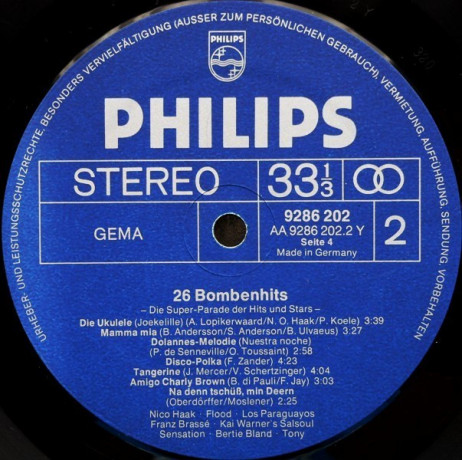 URHEBER- UND LEISTUNGSSCHUTZRECHTE, BESONDERS VERVIELFÄLTIGUNG (AUSSER ZUM PERSÖNLICHEN GEBRAUCH), VERMIETUNG, AUFFÜHRUNG, SENDUNG VORBEHALTEN
PHILIPS
PHILIPS
STEREO 33⅓
GEMA
9286 202
AA 9286 202.2 Y
Seite 4
Made in Germany
2
26 Bombenhits
– Die Super-Parade der Hits und Stars –
Die Ukulele (Joekelille) (A. Lopikerwaard/N. O. Haak/P. Koele) 3:39
Mamma mia (B. Andersson/S. Anderson/B. Ulvaeus) 3.27
Dolannes-Melodie (Nuestra noche)
(P. de Senneville/O. Toussaint) 2:58
Disco-Polka (F. Zander) 4:23
Tangerine (J. Mercer/V. Schertzinger) 4:04
Amigo Charly Brown (B. di Pauli/F. Jay) 3:03
Na denn tschüß, min Deern
(Oberdörffer/Moslener) 2:25
Nico Haak · Flood · Los Paraguayos
Franz Brassé · Kai Warner's Salsoul
Sensation · Bertie Bland · Tony